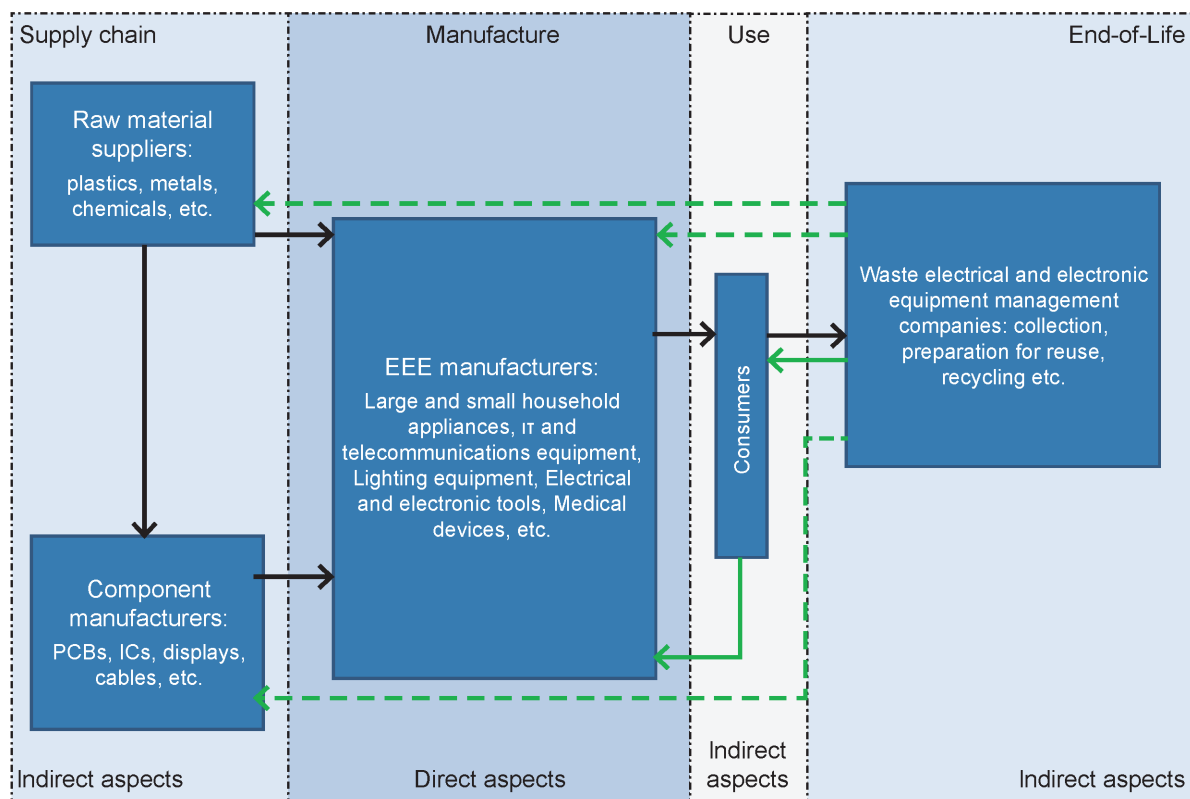 Supply chain
Manufacture
Use
End-of-Life
Raw material
suppliers:
plastics, metals,
chemicals, etc.
EEE manufacturers:
Large and small household
appliances, IT and
telecommunications equipment,
Lighting equipment, Electrical
and electronic tools, Medical
devices, etc.
Consumers
Waste electrical and electronic
equipment management
companies: collection,
preparation for reuse,
recycling etc.
Component
manufacturers:
PCBs, ICs, displays,
cables, etc.
Indirect aspects
Direct aspects
Indirect
aspects
Indirect aspects